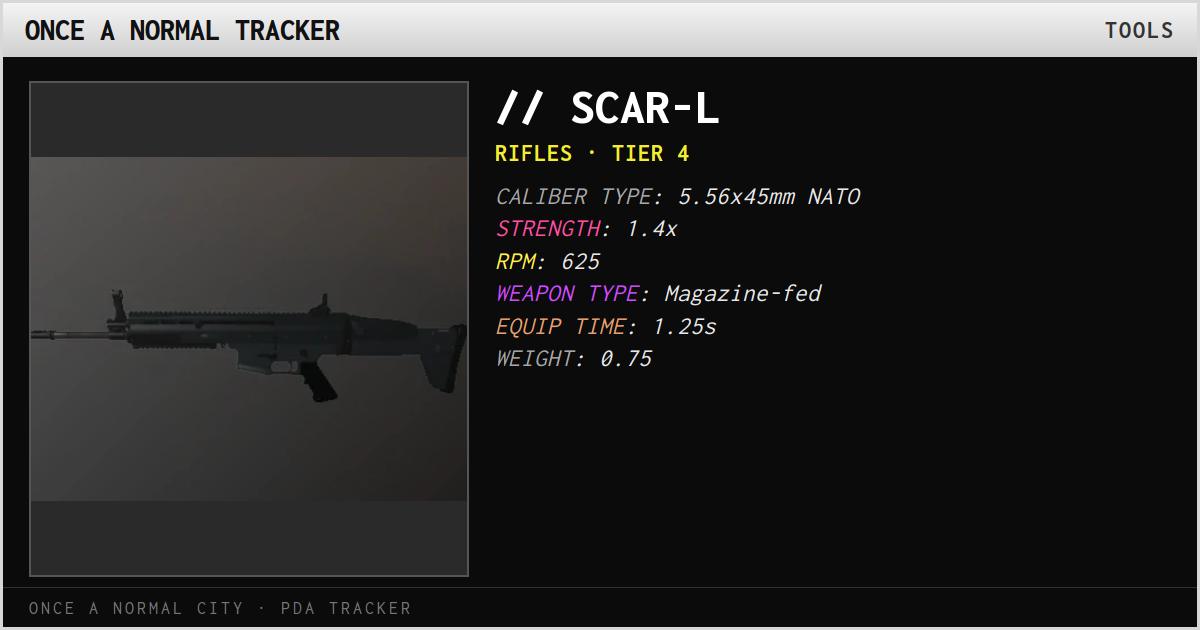 ONCE A NORMAL TRACKER
TOOLS
// SCAR-L
RIFLES · TIER 4
CALIBER TYPE: 5.56x45mm NATO
STRENGTH: 1.4x
RPM: 625
WEAPON TYPE: Magazine-fed
EQUIP TIME: 1.25s
WEIGHT: 0.75
ONCE A NORMAL CITY · PDA TRACKER